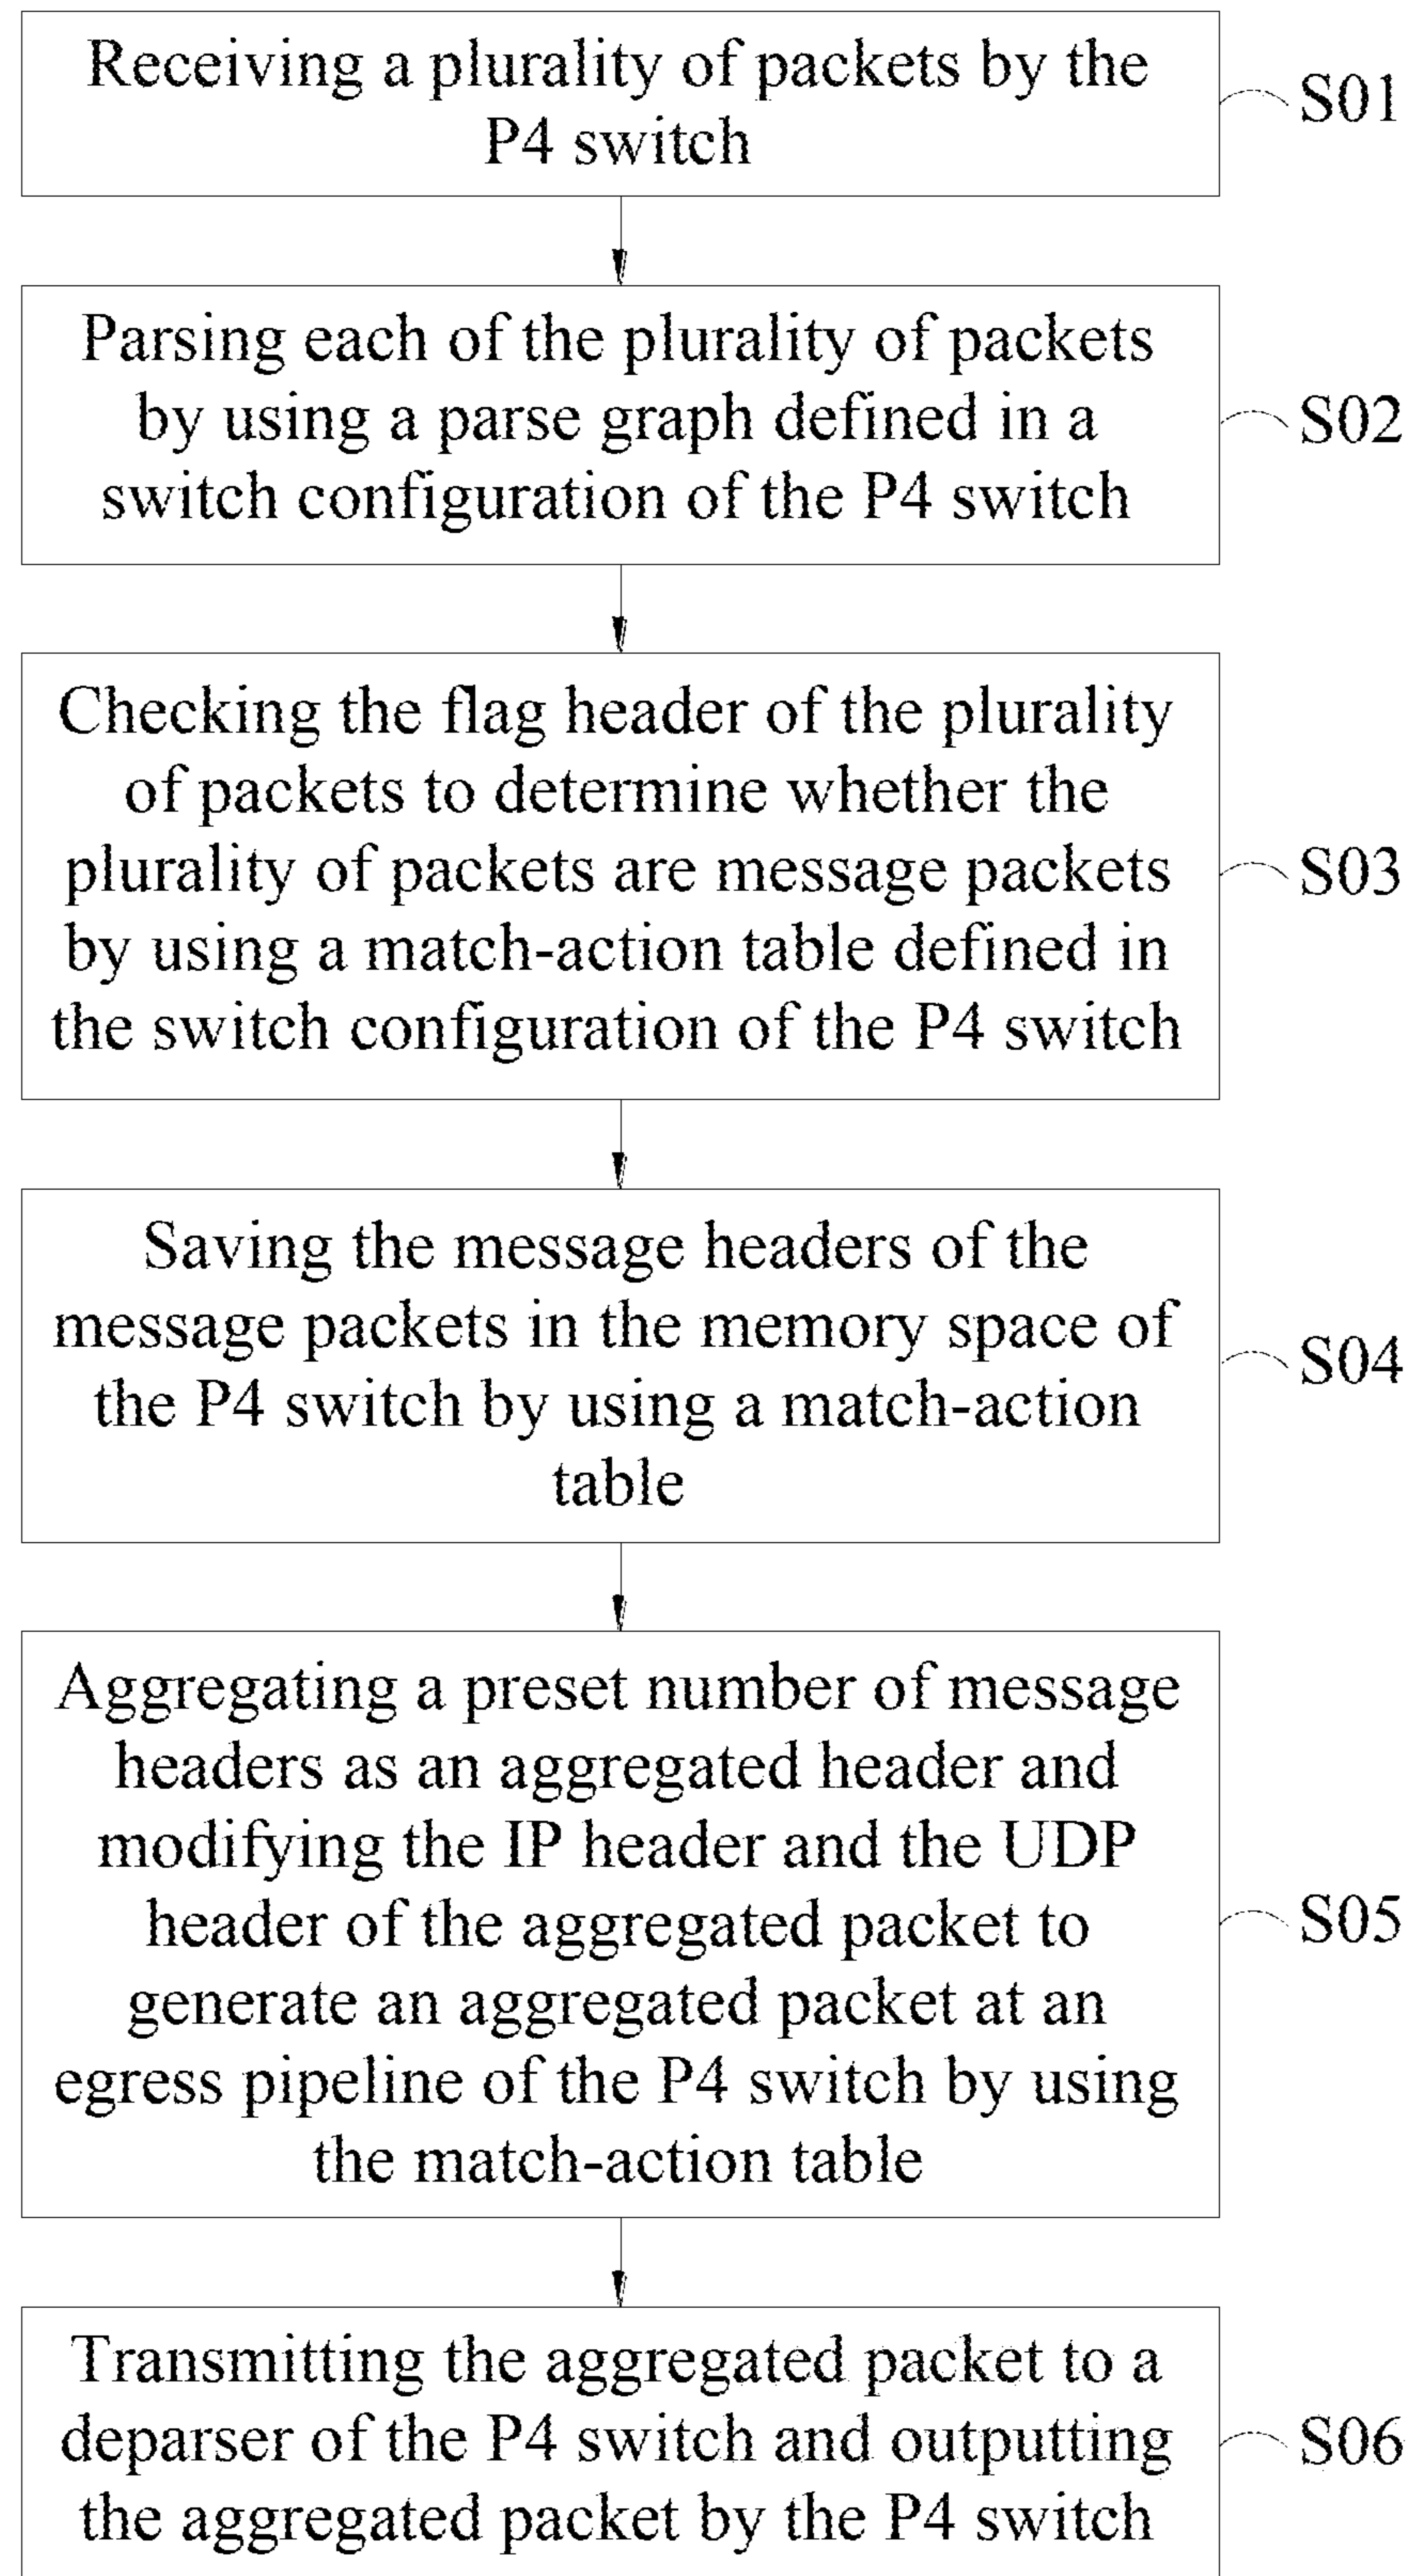 Receiving a plurality of packets by the
P4 switch
S01
Parsing each of the plurality of packets
by using a parse graph defined in a
switch configuration of the P4 switch
S02
Checking the flag header of the plurality
of packets to determine whether the
plurality of packets are message packets
by using a match-action table defined in
the switch configuration of the P4 switch
S03
Saving the message headers of the
message packets in the memory space of
the P4 switch by using a match-action
table
S04
Aggregating a preset number of message
headers as an aggregated header and
modifying the IP header and the UDP
header of the aggregated packet to
generate an aggregated packet at an
egress pipeline of the P4 switch by using
the match-action table
S05
Transmitting the aggregated packet to a
deparser of the P4 switch and outputting
the aggregated packet by the P4 switch
S06